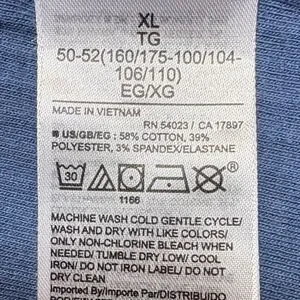 XL
TG
50-52(160/175-100/104-
106/110)
EG/XG
MADE IN VIETNAM
RN 54023 / CA 17897
■ US/GB/EG : 58% COTTON, 39%
POLYESTER, 3% SPANDEX/ELASTANE
30
1166
MACHINE WASH COLD GENTLE CYCLE/
WASH AND DRY WITH LIKE COLORS/
ONLY NON-CHLORINE BLEACH WHEN
NEEDED/ TUMBLE DRY LOW/ COOL
IRON/ DO NOT IRON PRINT/ DO NOT
DRY CLEAN
Imported By/Importe Par/DISTRIBUIDO